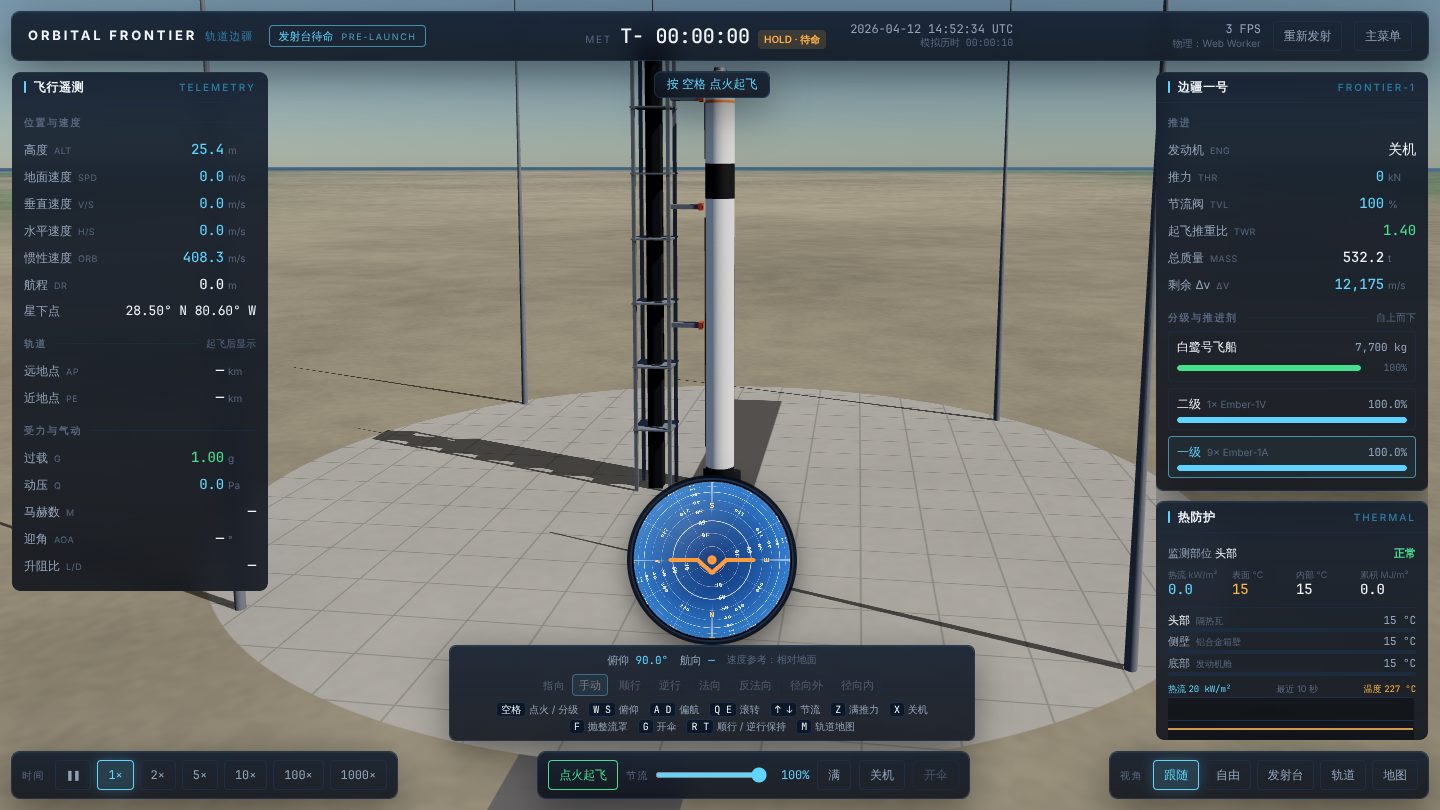 ORBITAL FRONTIER 轨道边疆 发射台待命 PRE-LAUNCH
MET T- 00:00:00 HOLD · 待命
2026-04-12 14:52:34 UTC
模拟历时 00:00:10
3 FPS
物理：Web Worker
重新发射 主菜单
按 空格 点火起飞
飞行遥测 TELEMETRY
位置与速度
高度 ALT 25.4 m
地面速度 SPD 0.0 m/s
垂直速度 V/S 0.0 m/s
水平速度 H/S 0.0 m/s
惯性速度 ORB 408.3 m/s
航程 DR 0.0 m
星下点 28.50° N 80.60° W
轨道 起飞后显示
远地点 AP — km
近地点 PE — km
受力与气动
过载 G 1.00 g
动压 Q 0.0 Pa
马赫数 M —
迎角 AOA — °
升阻比 L/D —
边疆一号 FRONTIER-1
推进
发动机 ENG 关机
推力 THR 0 kN
节流阀 TVL 100 %
起飞推重比 TWR 1.40
总质量 MASS 532.2 t
剩余 Δv ΔV 12,175 m/s
分级与推进剂 自上而下
白鹭号飞船 7,700 kg
100%
二级 1× Ember-1V 100.0%
一级 9× Ember-1A 100.0%
热防护 THERMAL
监测部位 头部 正常
热流 kW/m² 表面 °C 内部 °C 累积 MJ/m²
0.0 15 15 0.0
头部 隔热瓦 15 °C
侧壁 铝合金箱壁 15 °C
底部 发动机舱 15 °C
热流 20 kW/m² 最近 10 秒 温度 227 °C
S
E
N
俯仰 90.0° 航向 — 速度参考：相对地面
指向 手动 顺行 逆行 法向 反法向 径向外 径向内
空格 点火 / 分级 W S 俯仰 A D 偏航 Q E 滚转 ↑ ↓ 节流 Z 满推力 X 关机
F 抛整流罩 G 开伞 R T 顺行 / 逆行保持 M 轨道地图
时间 1× 2× 5× 10× 100× 1000×
点火起飞 节流 100% 满 关机 开伞
视角 跟随 自由 发射台 轨道 地图